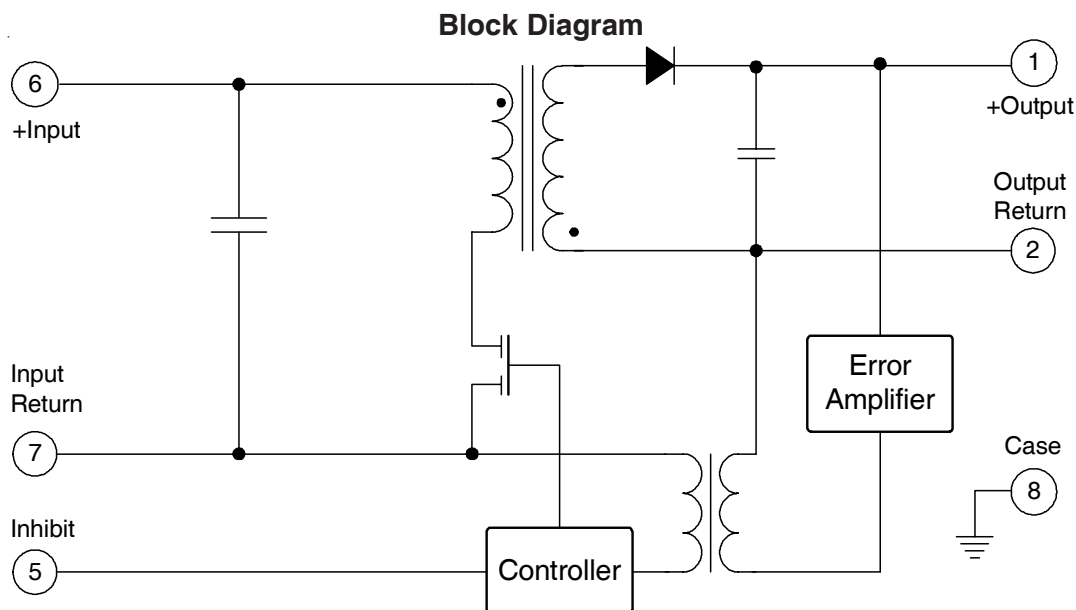 Block Diagram
6
+Input
1
+Output
Output
Return
2
Input
Return
7
Error
Amplifier
Case
8
Inhibit
5
Controller